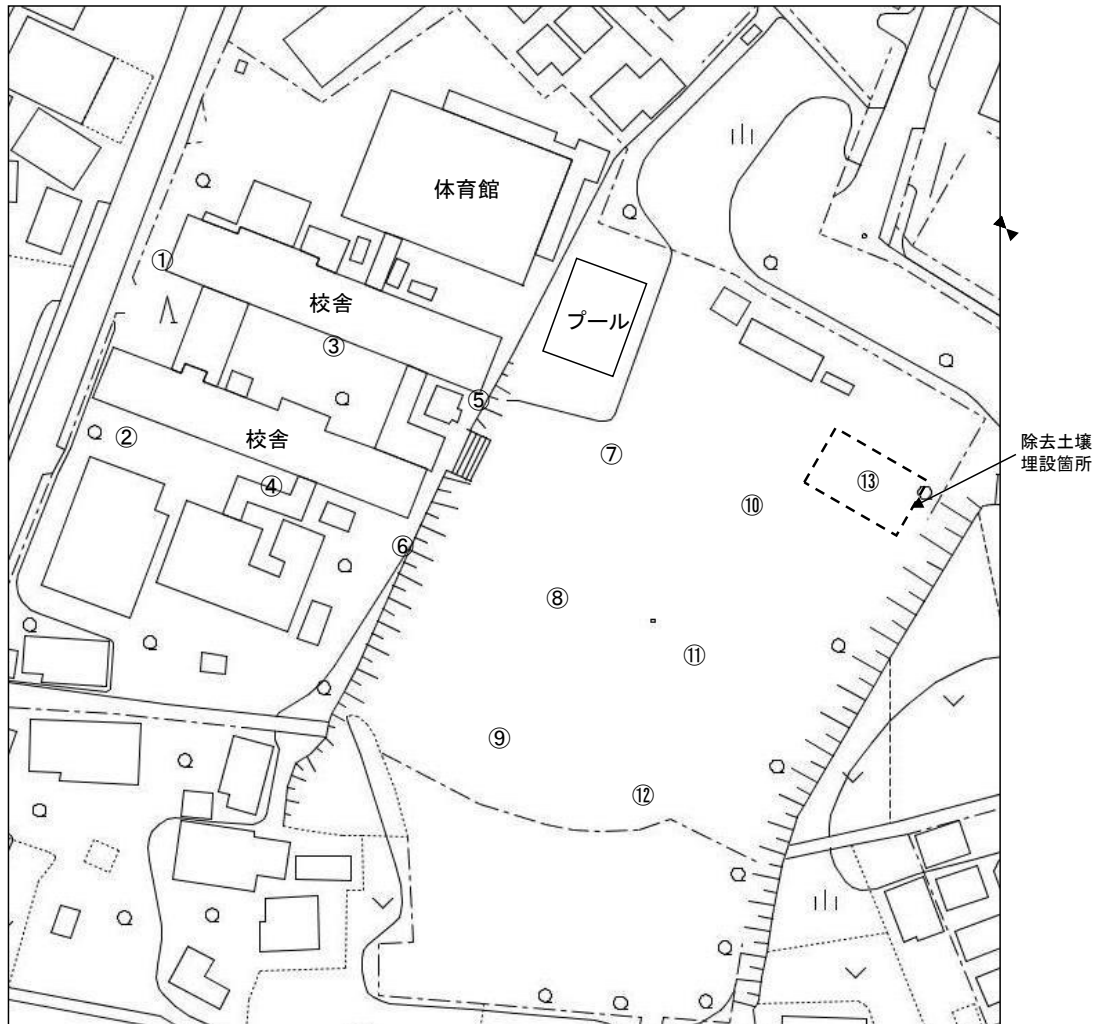 体育館
①
校舎
プール
③
⑤
②
校舎
④
⑦
⑬
除去土壌
埋設箇所
⑩
⑥
⑧
⑪
⑨
⑫